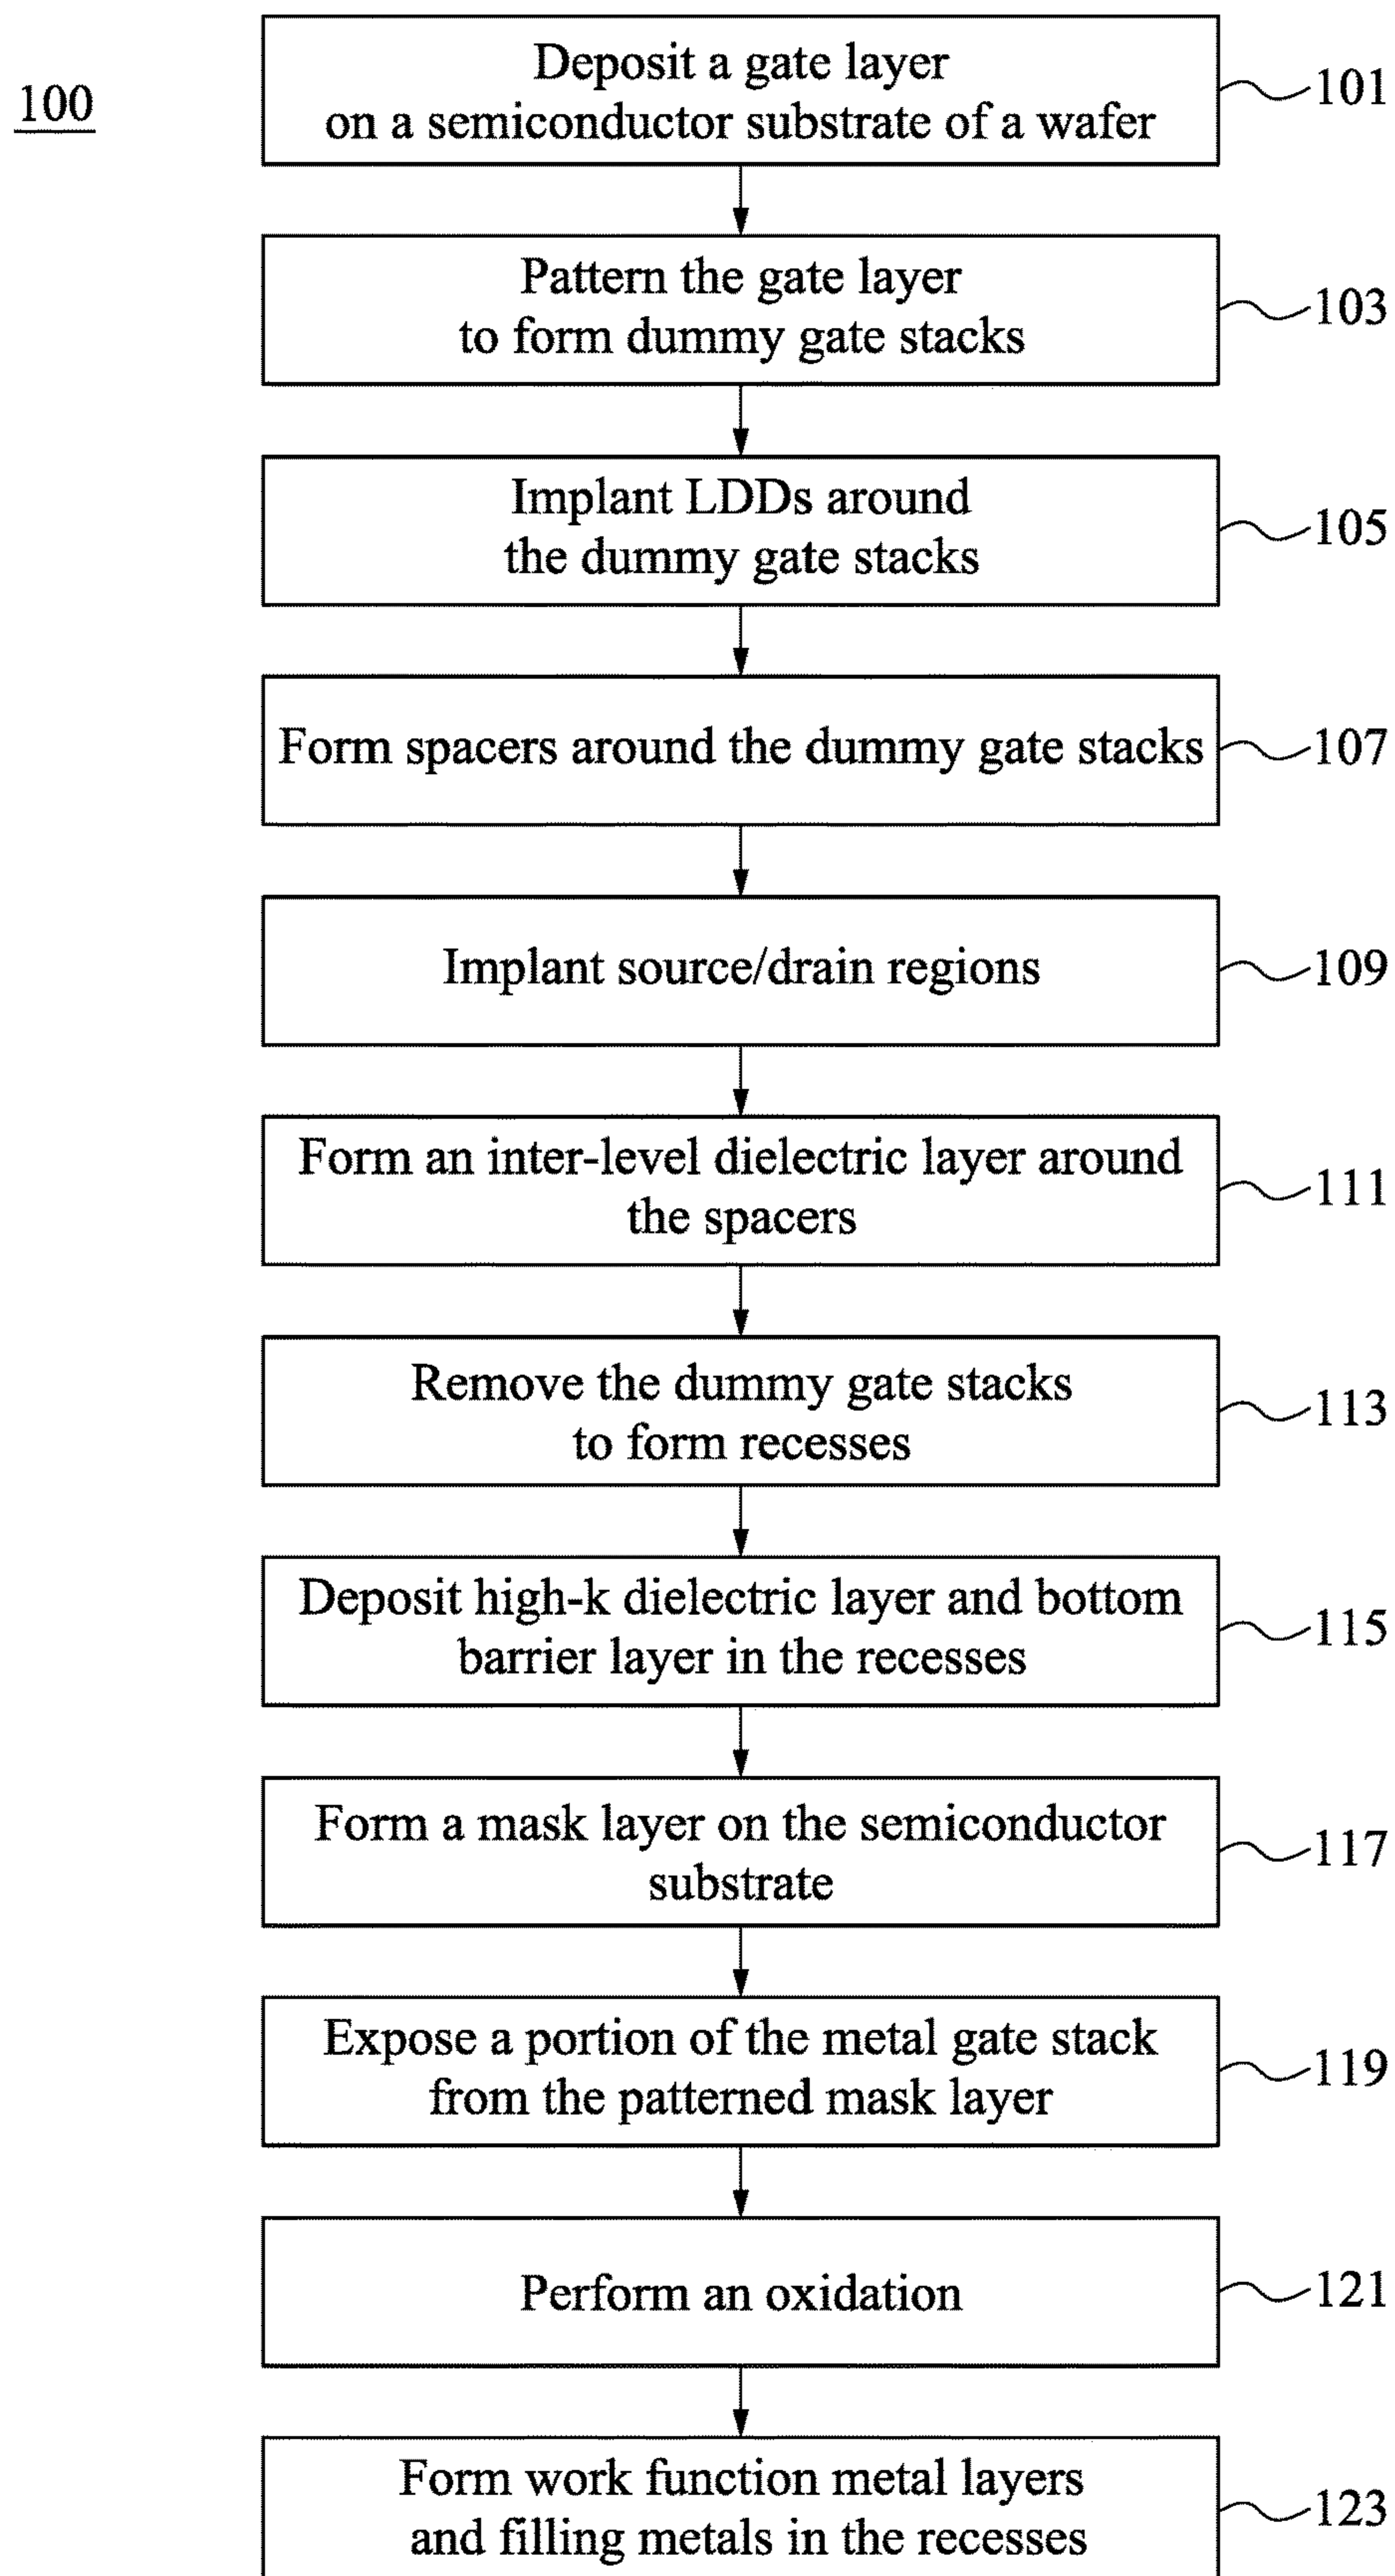 100
Deposit a gate layer
on a semiconductor substrate of a wafer
101
Pattern the gate layer
to form dummy gate stacks
103
Implant LDDs around
the dummy gate stacks
105
Form spacers around the dummy gate stacks
107
Implant source/drain regions
109
Form an inter-level dielectric layer around
the spacers
111
Remove the dummy gate stacks
to form recesses
113
Deposit high-k dielectric layer and bottom
barrier layer in the recesses
115
Form a mask layer on the semiconductor
substrate
117
Expose a portion of the metal gate stack
from the patterned mask layer
119
Perform an oxidation
121
Form work function metal layers
and filling metals in the recesses
123